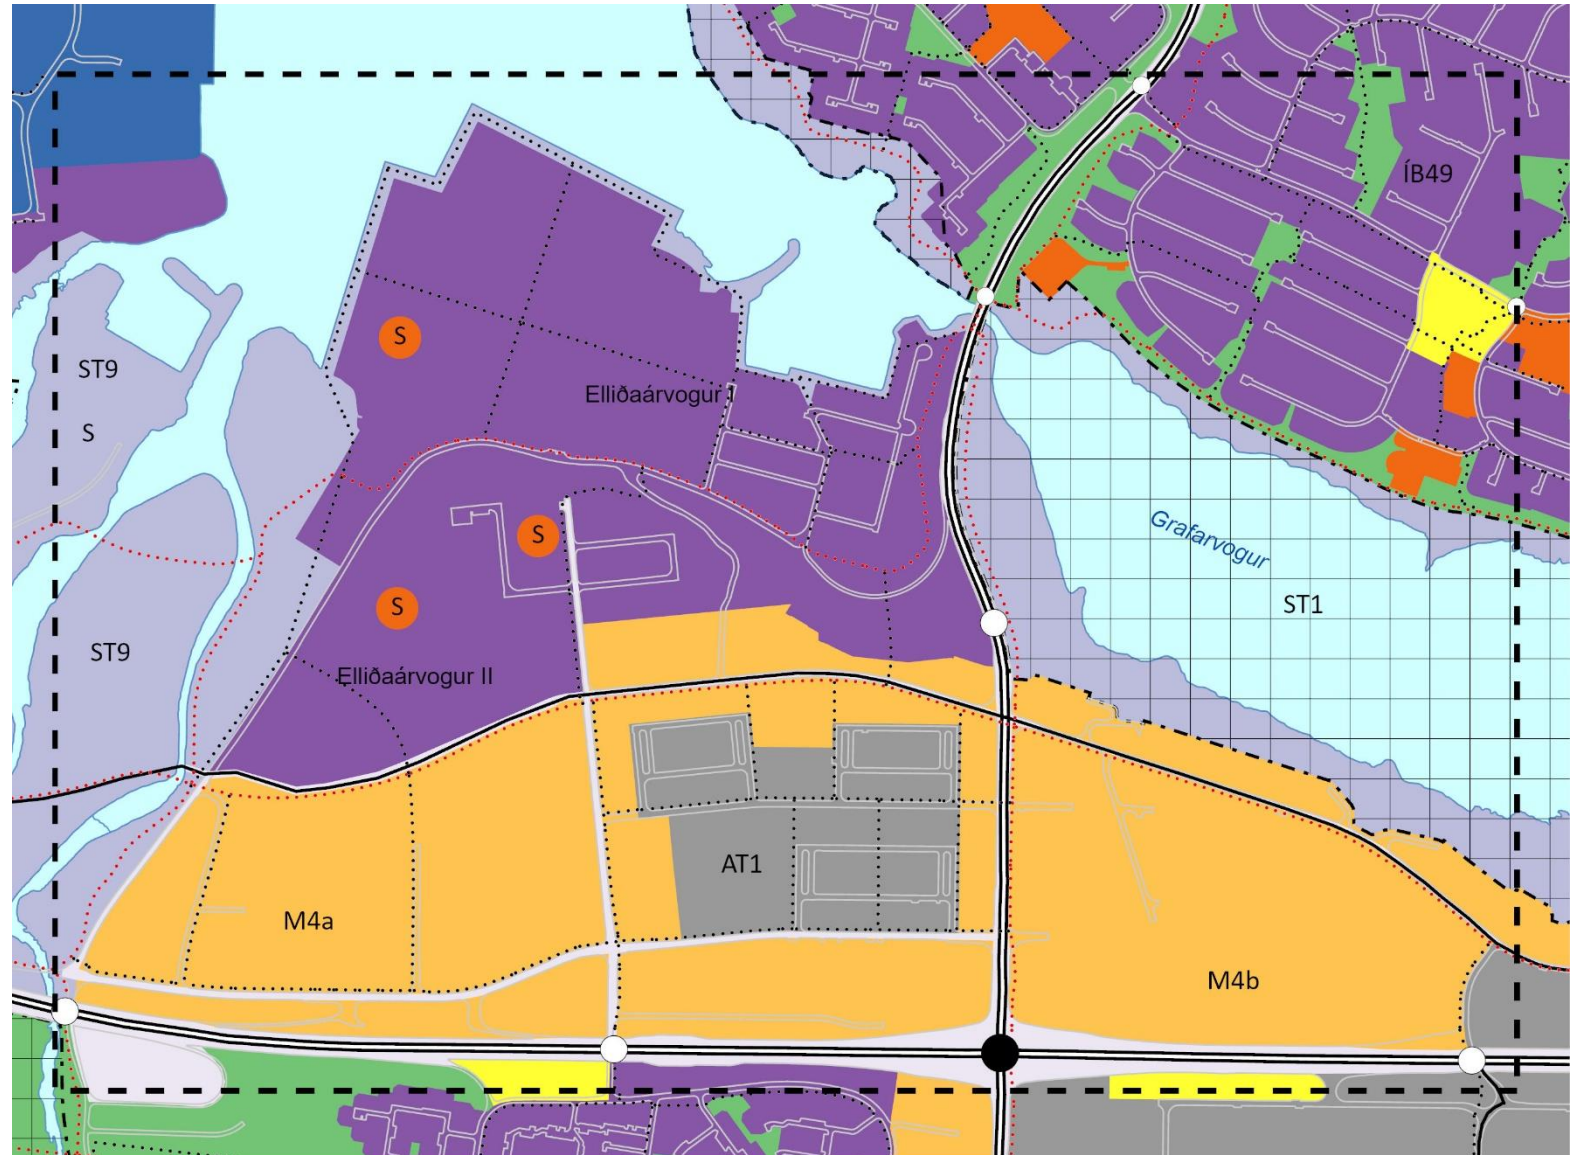 ÍB49
S
ST9
Elliðaárvogur I
S
Grafarvogur
S
S
ST1
ST9
Elliðaárvogur II
AT1
M4a
M4b